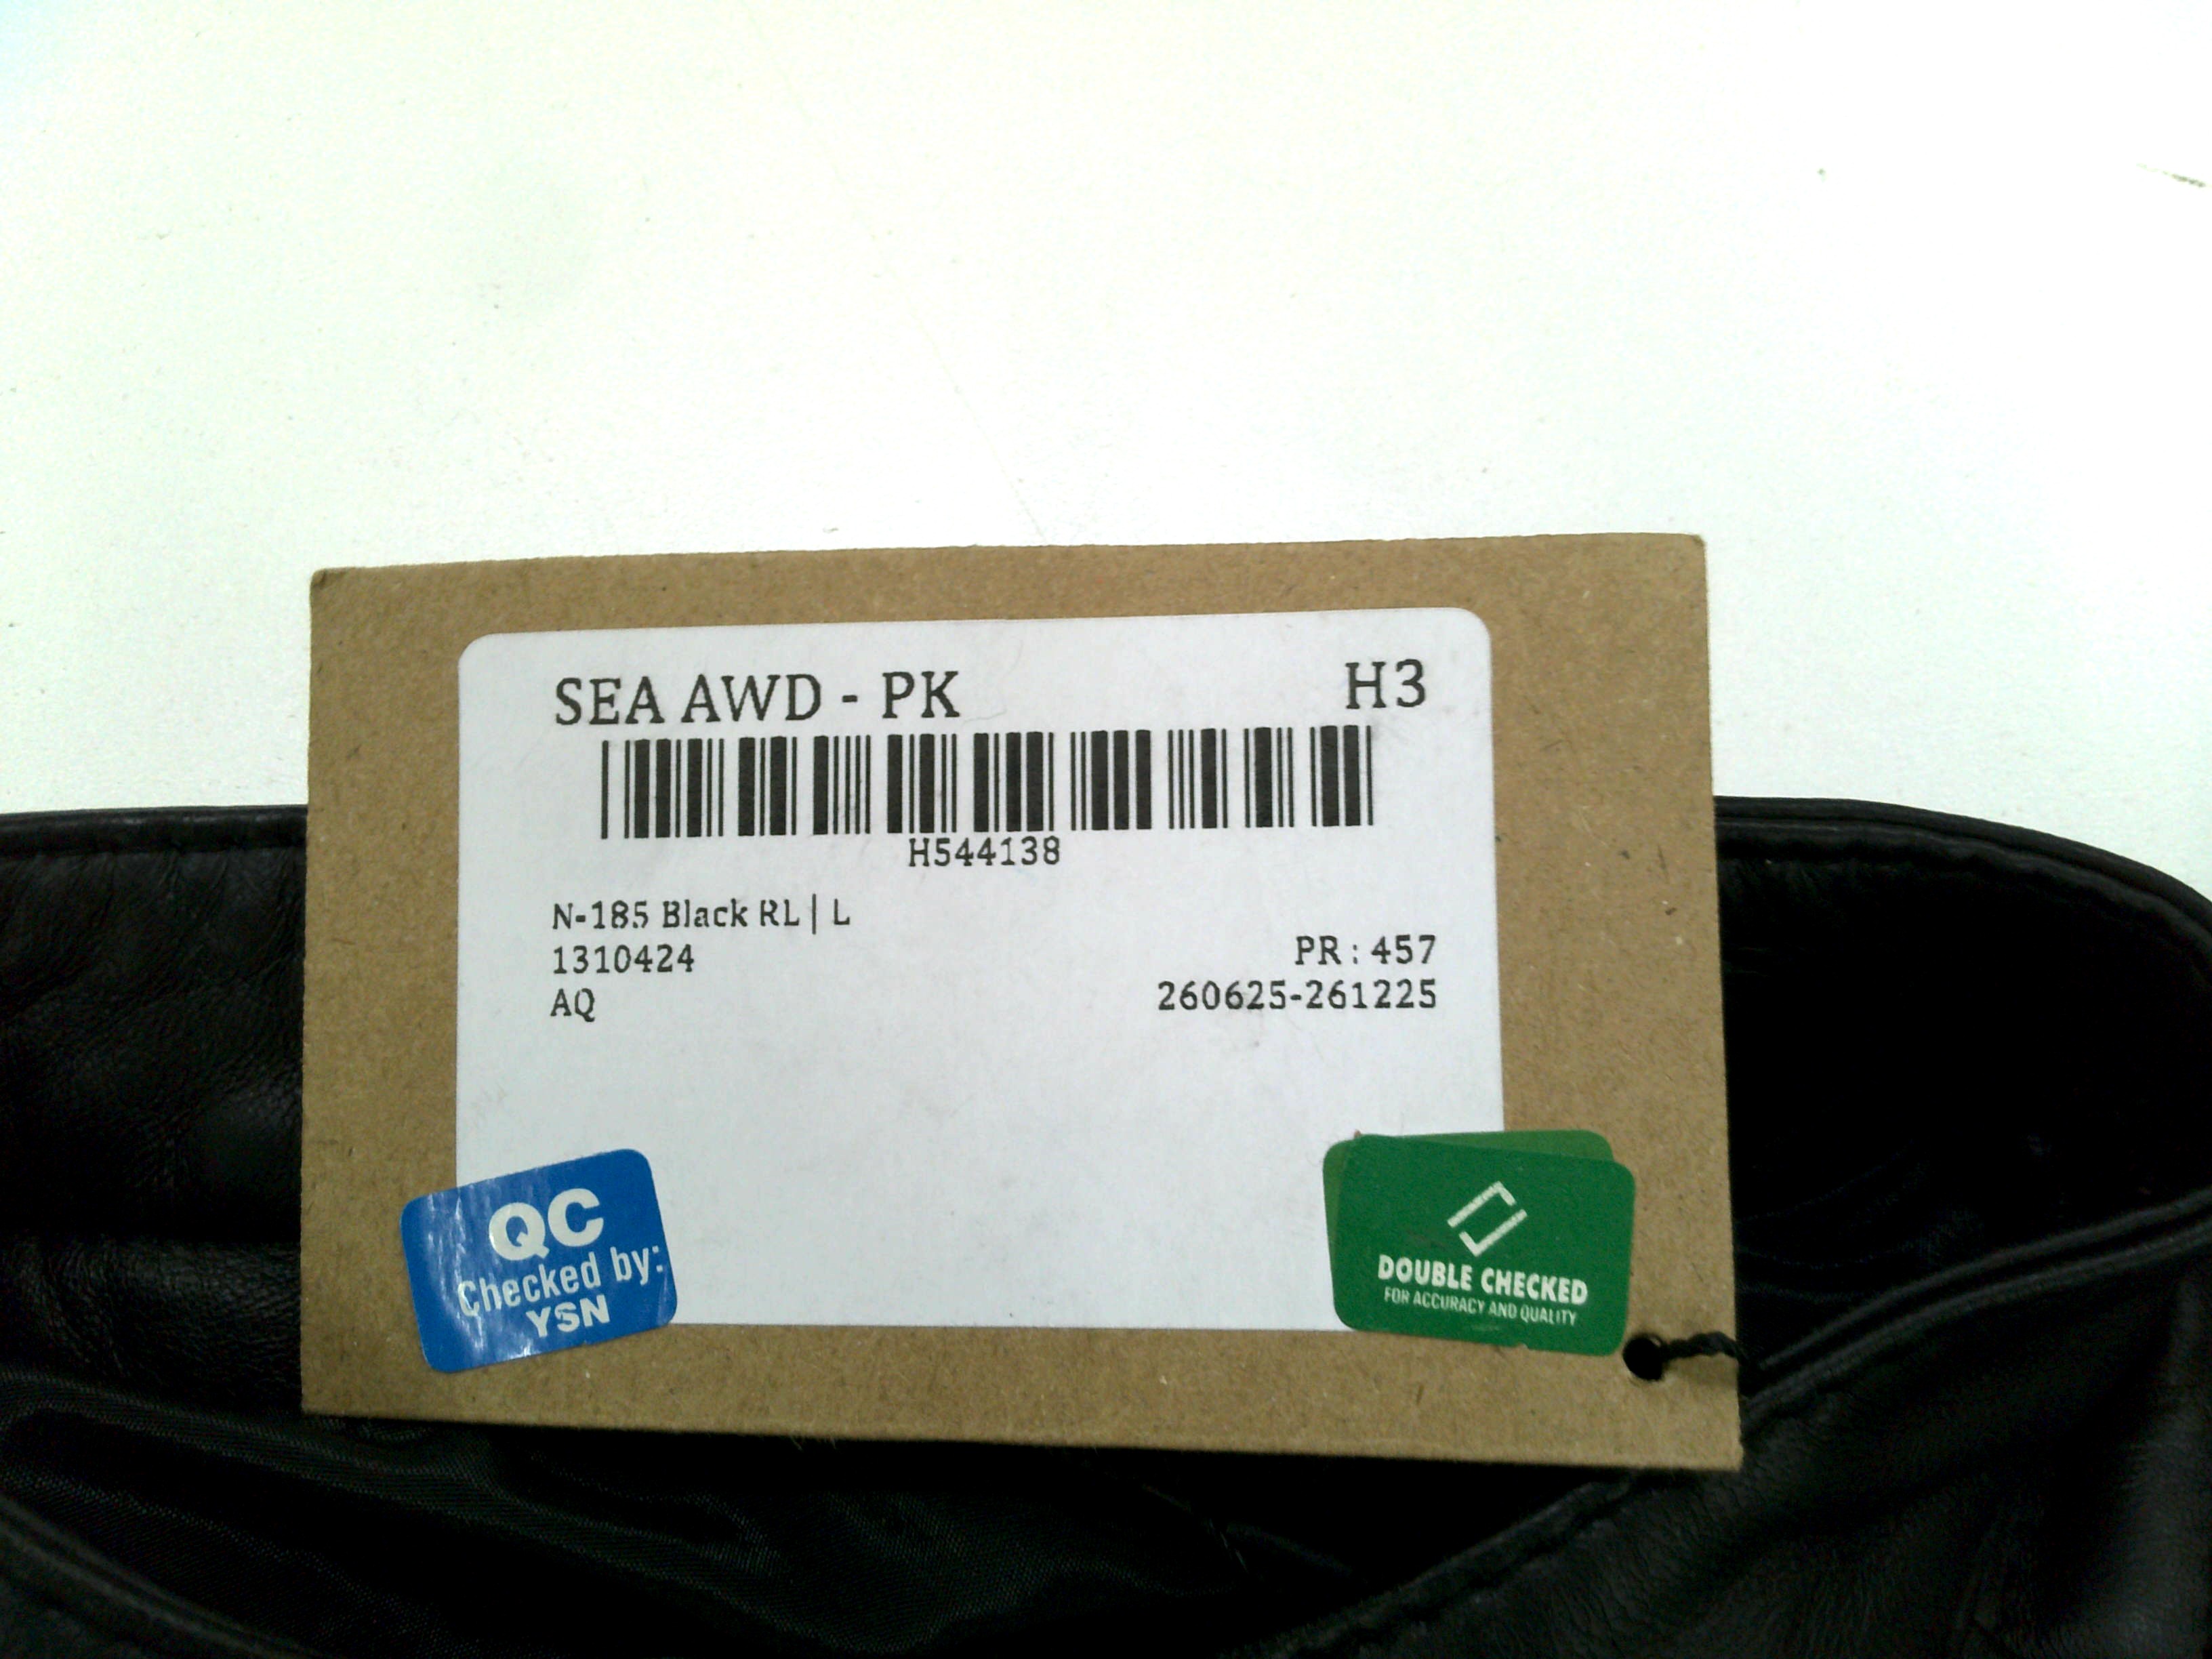 SEA AWD - PK
H3
H544138
N-185 Black RL | L
1310424
PR : 457
AQ
260625-261225
QC
Checked by:
YSN
DOUBLE CHECKED
FOR ACCURACY AND QUALITY